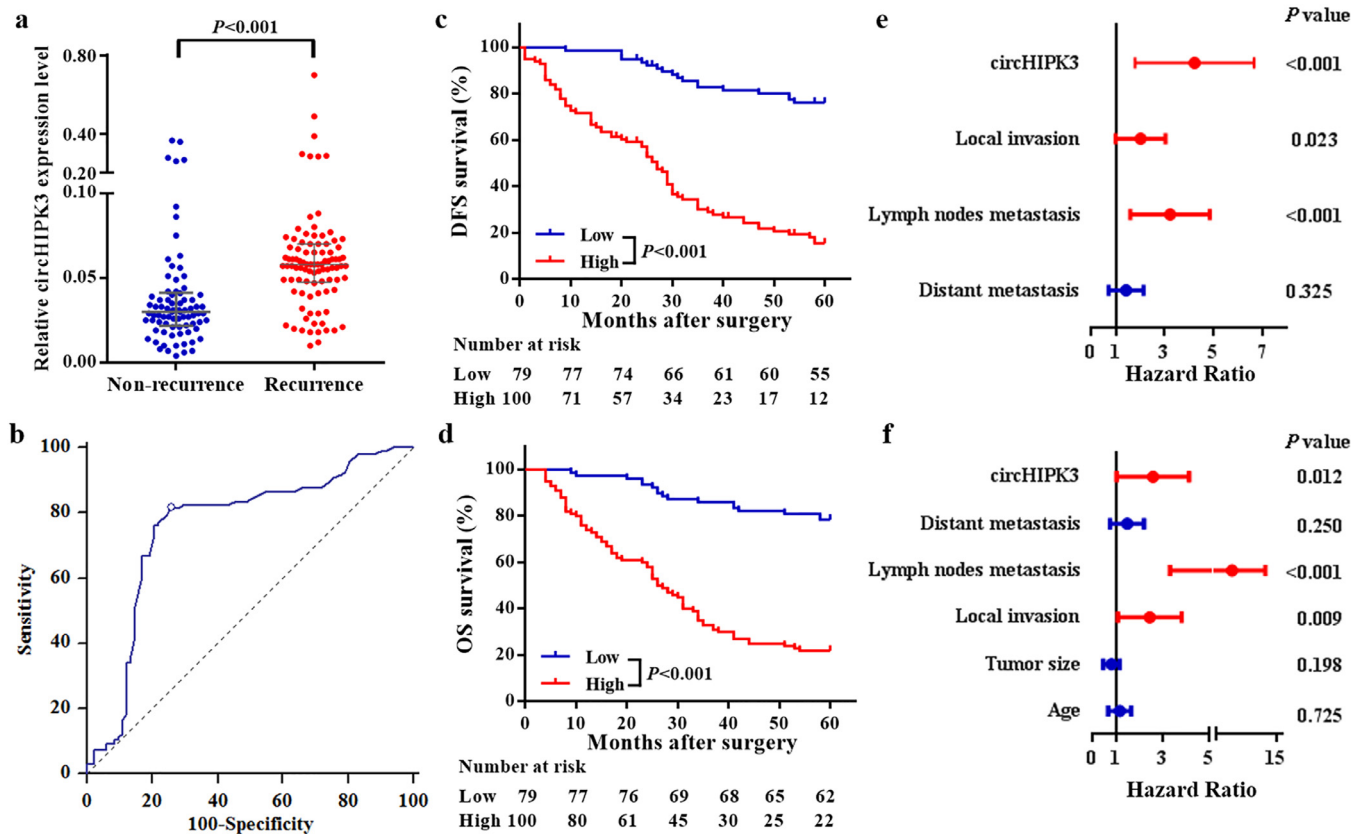 a
P<0.001
Relative circHIPK3 expression level
0.80
0.40
0.20
0.10
0.05
0.00
Non-recurrence Recurrence
b
Sensitivity
100
80
60
40
20
0
0 20 40 60 80 100
100-Specificity
c
DFS survival (%)
100
80
60
40
20
0
Low
High
P<0.001
0 10 20 30 40 50 60
Months after surgery
Number at risk
Low 79 77 74 66 61 60 55
High 100 71 57 34 23 17 12
d
OS survival (%)
100
80
60
40
20
0
Low
High
P<0.001
0 10 20 30 40 50 60
Months after surgery
Number at risk
Low 79 77 76 69 68 65 62
High 100 80 61 45 30 25 22
e
P value
circHIPK3 <0.001
Local invasion 0.023
Lymph nodes metastasis <0.001
Distant metastasis 0.325
0 1 3 5 7
Hazard Ratio
f
P value
circHIPK3 0.012
Distant metastasis 0.250
Lymph nodes metastasis <0.001
Local invasion 0.009
Tumor size 0.198
Age 0.725
0 1 3 5 15
Hazard Ratio